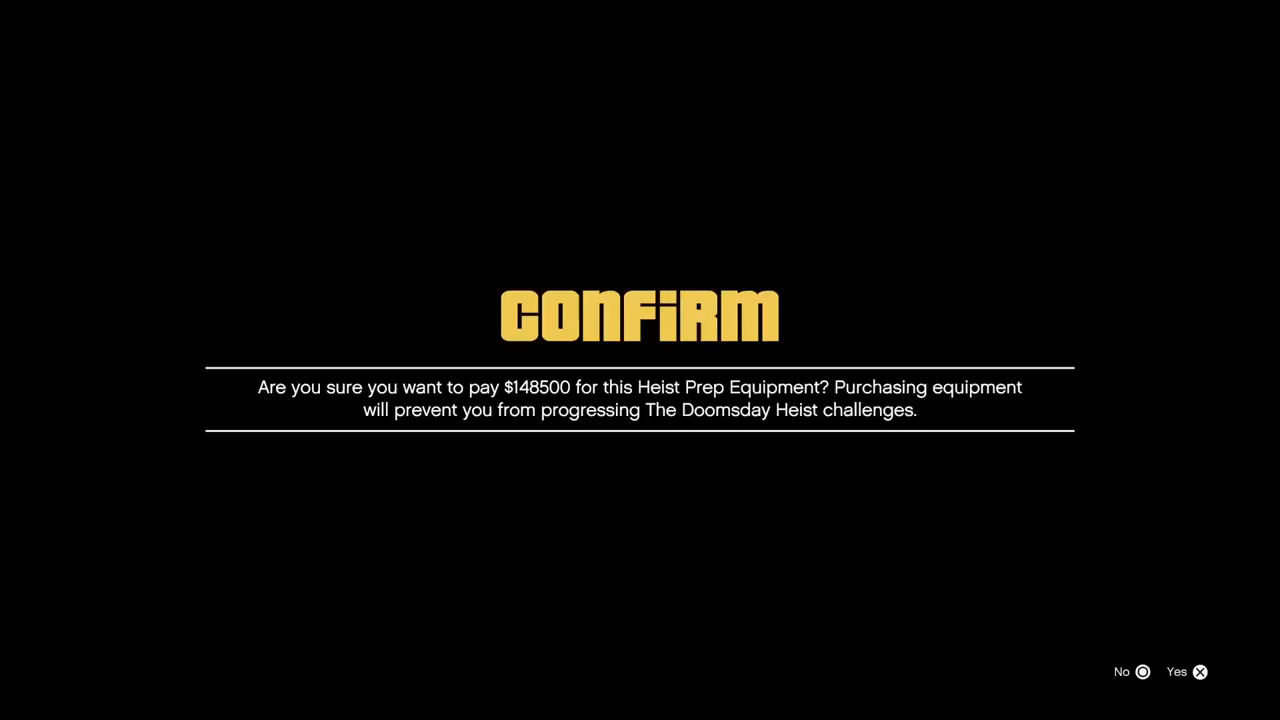 CONFIRM
Are you sure you want to pay $148500 for this Heist Prep Equipment? Purchasing equipment
will prevent you from progressing The Doomsday Heist challenges.
No Yes